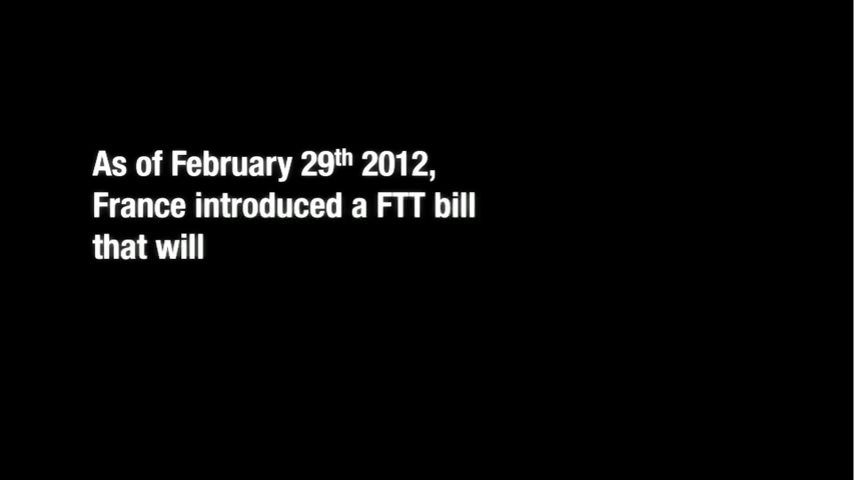 As of February 29th 2012,
France introduced a FTT bill
that will